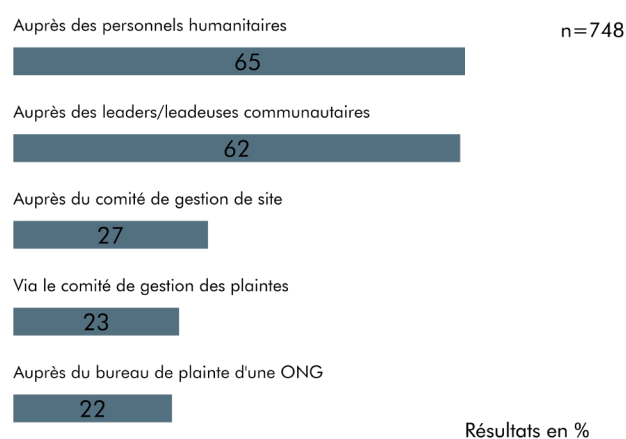 Auprès des personnels humanitaires
n=748
65
Auprès des leaders/leadeuses communautaires
62
Auprès du comité de gestion de site
27
Via le comité de gestion des plaintes
23
Auprès du bureau de plainte d'une ONG
22
Résultats en %